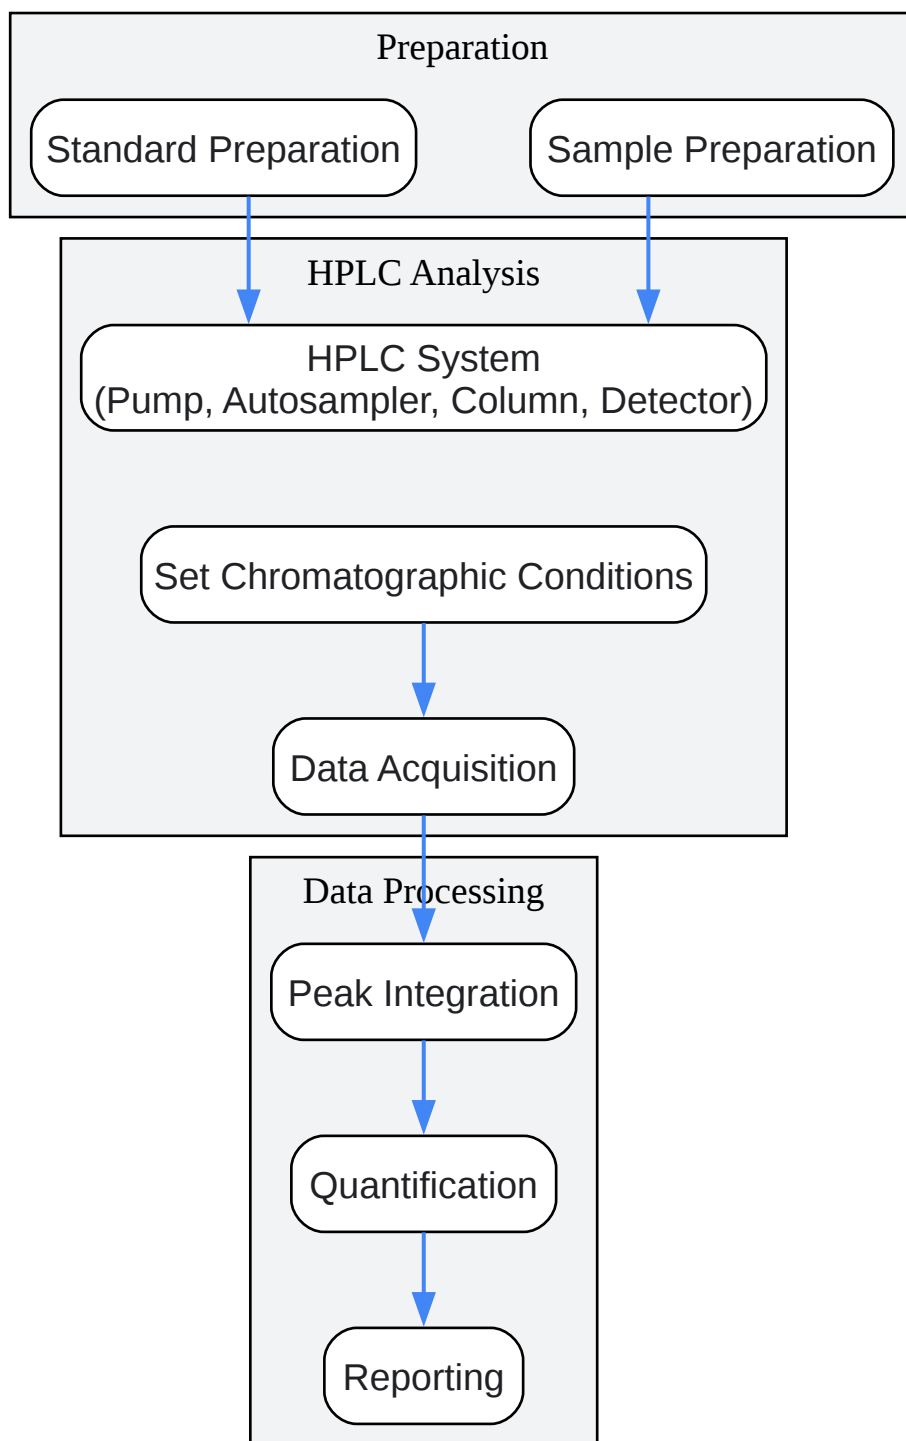 Preparation
Standard Preparation
Sample Preparation
HPLC Analysis
HPLC System
(Pump, Autosampler, Column, Detector)
Set Chromatographic Conditions
Data Acquisition
Data Processing
Peak Integration
Quantification
Reporting